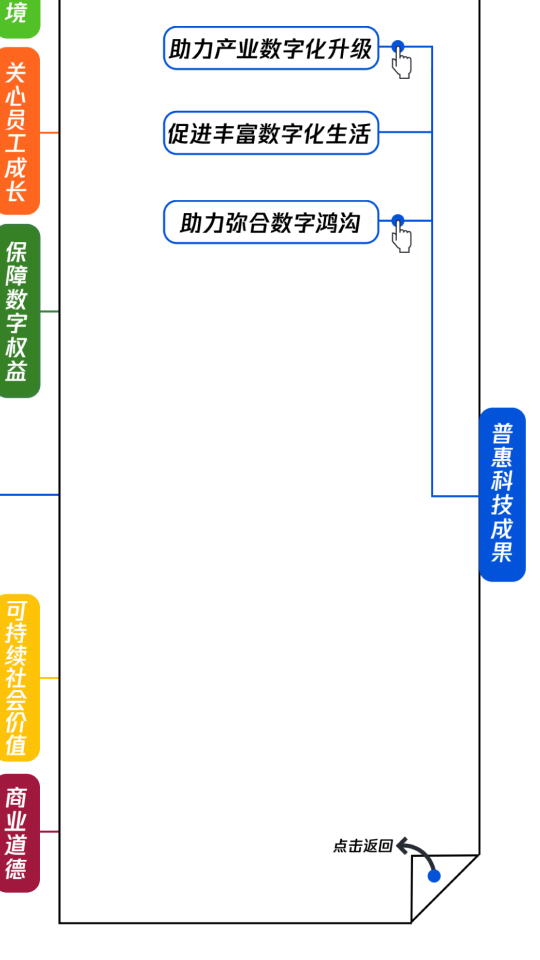 境
关心员工成长
保障数字权益
可持续社会价值
商业道德
助力产业数字化升级
促进丰富数字化生活
助力弥合数字鸿沟
普惠科技成果
点击返回